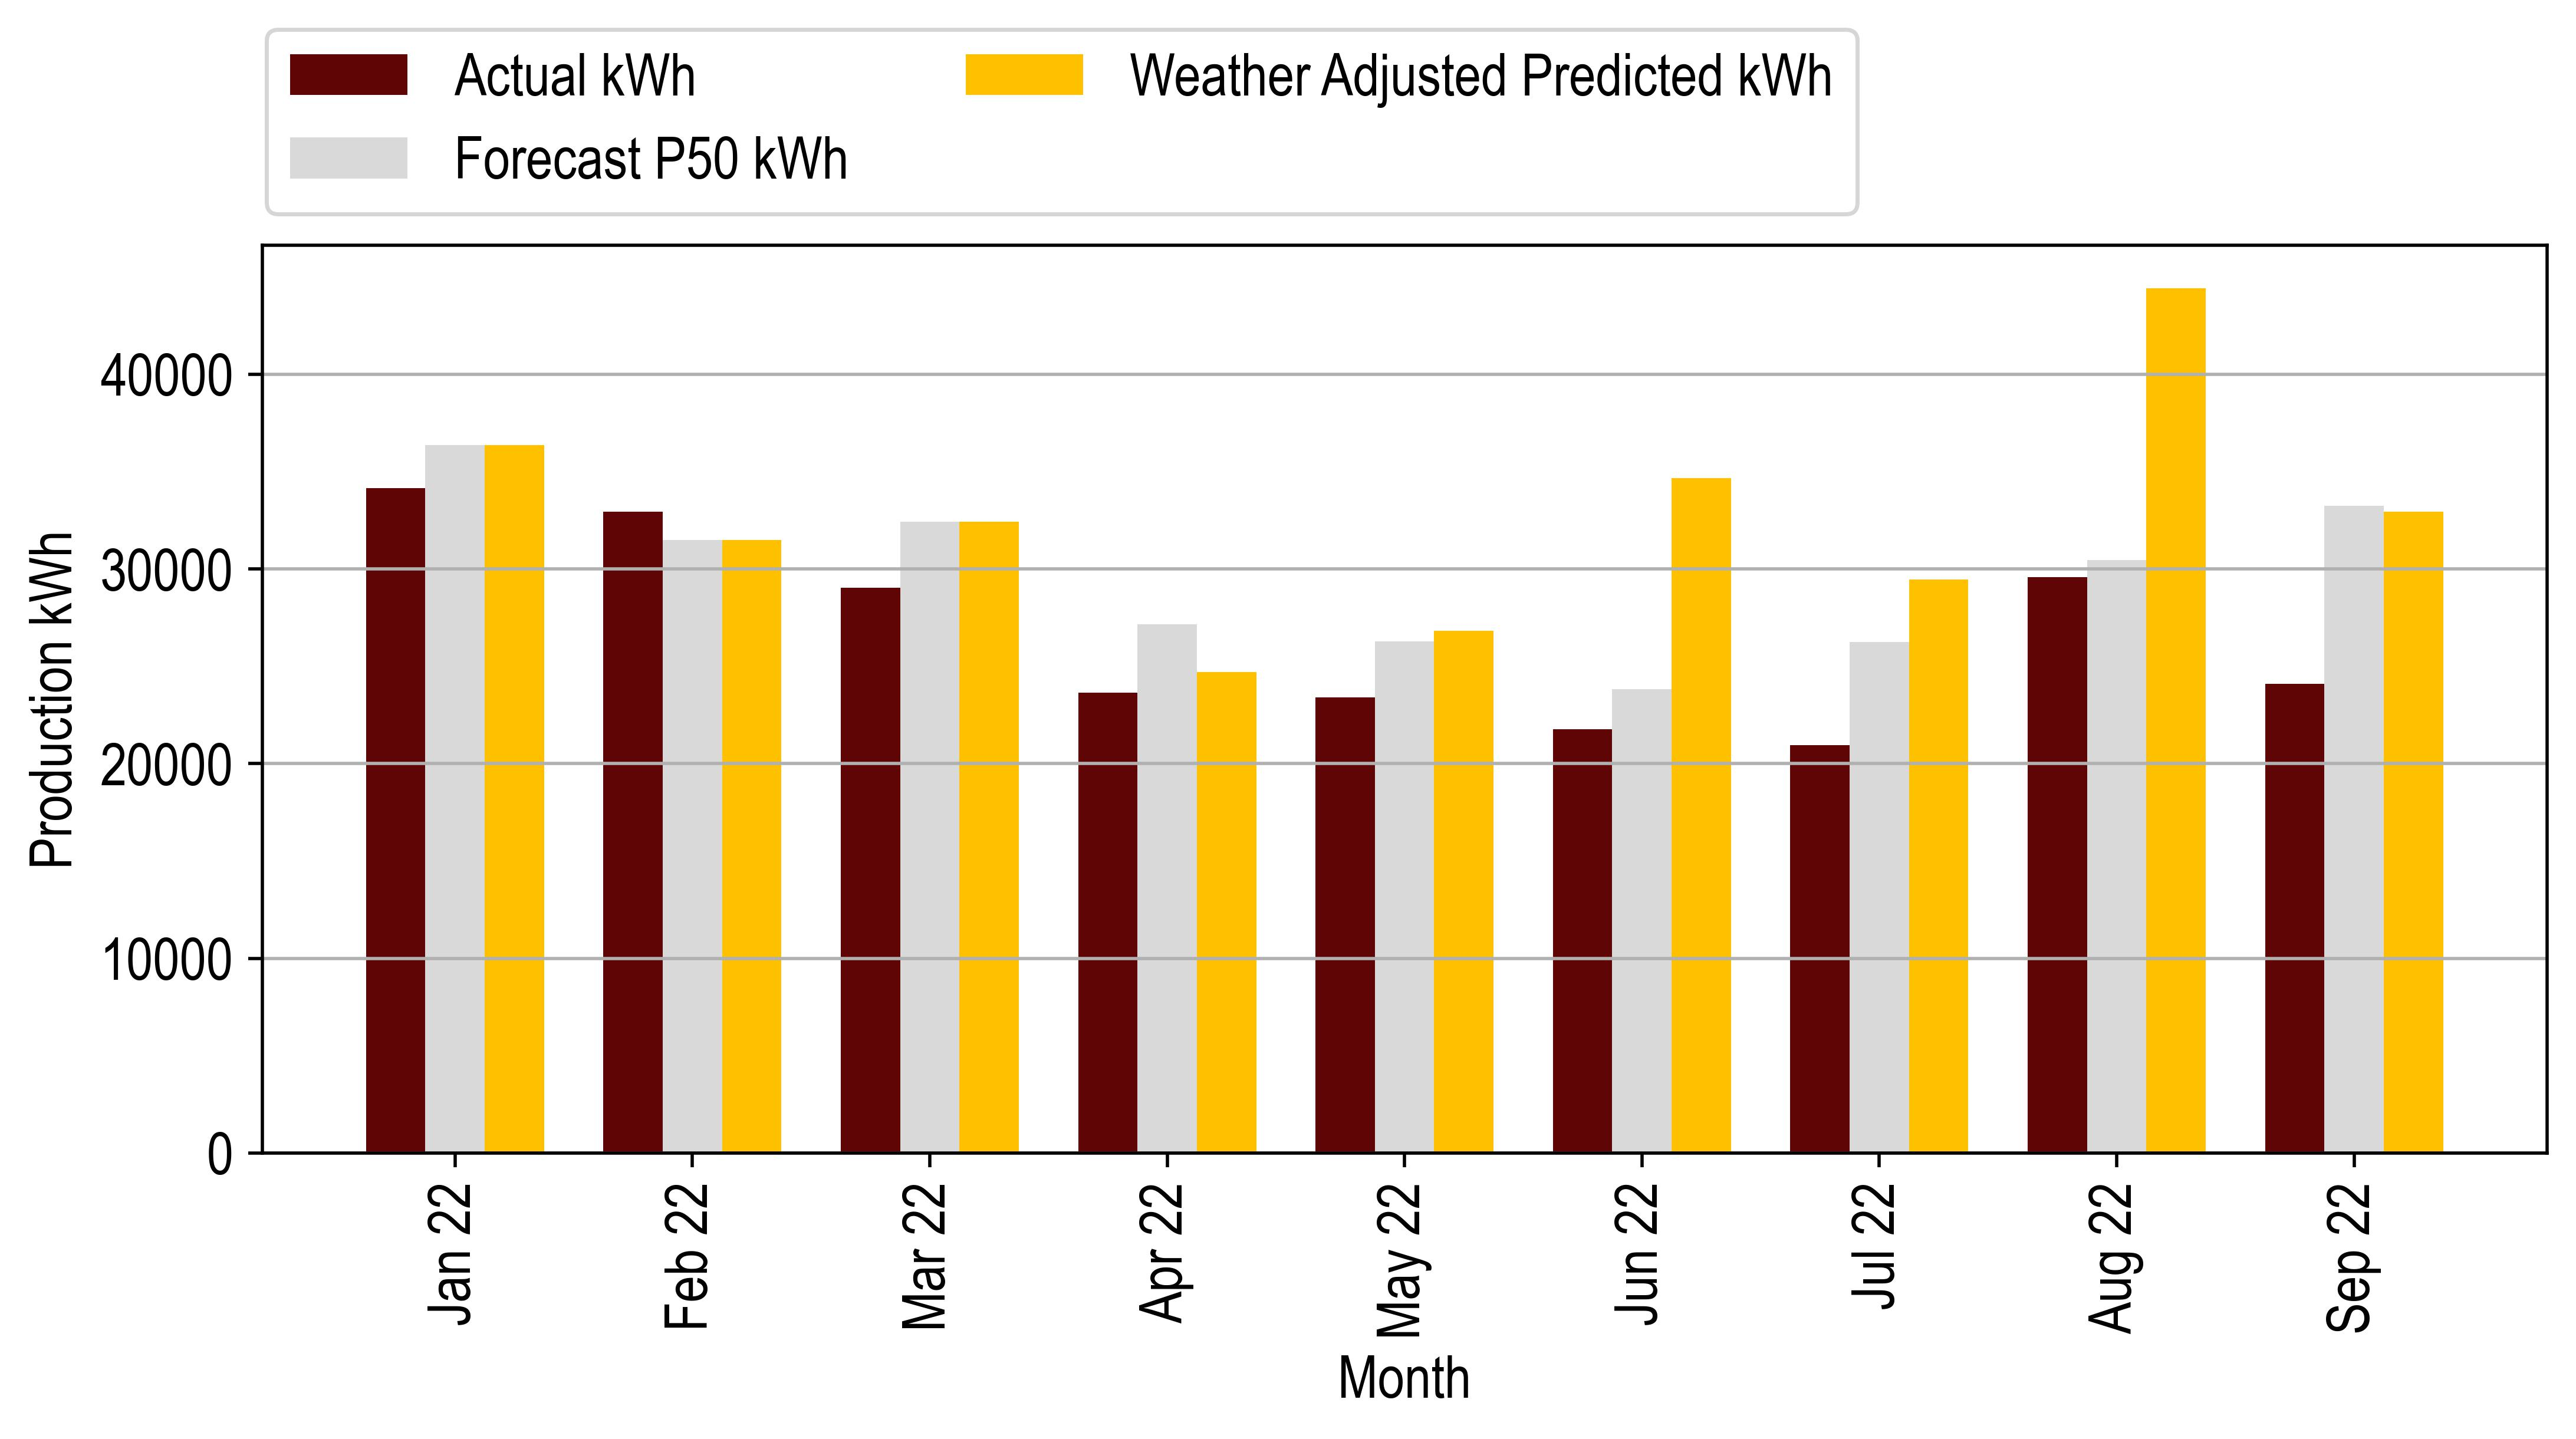 Actual kWh
Forecast P50 kWh
Weather Adjusted Predicted kWh
Production kWh
40000
30000
20000
10000
0
Jan 22
Feb 22
Mar 22
Apr 22
May 22
Jun 22
Jul 22
Aug 22
Sep 22
Month